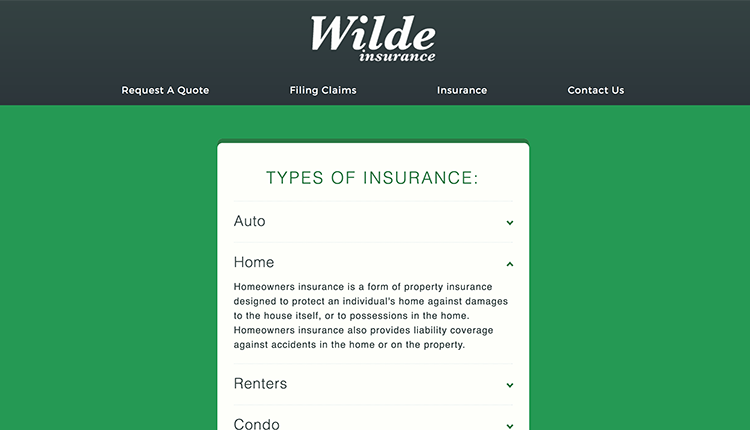 Wilde
insurance
Request A Quote Filing Claims Insurance Contact Us
TYPES OF INSURANCE:
Auto
Home
Homeowners insurance is a form of property insurance
designed to protect an individual's home against damages
to the house itself, or to possessions in the home.
Homeowners insurance also provides liability coverage
against accidents in the home or on the property.
Renters
Condo